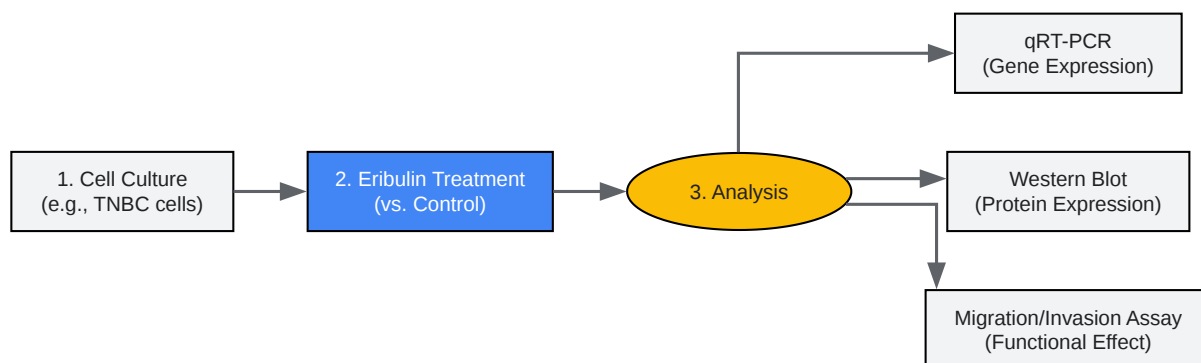 1. Cell Culture
(e.g., TNBC cells)
2. Eribulin Treatment
(vs. Control)
3. Analysis
qRT-PCR
(Gene Expression)
Western Blot
(Protein Expression)
Migration/Invasion Assay
(Functional Effect)